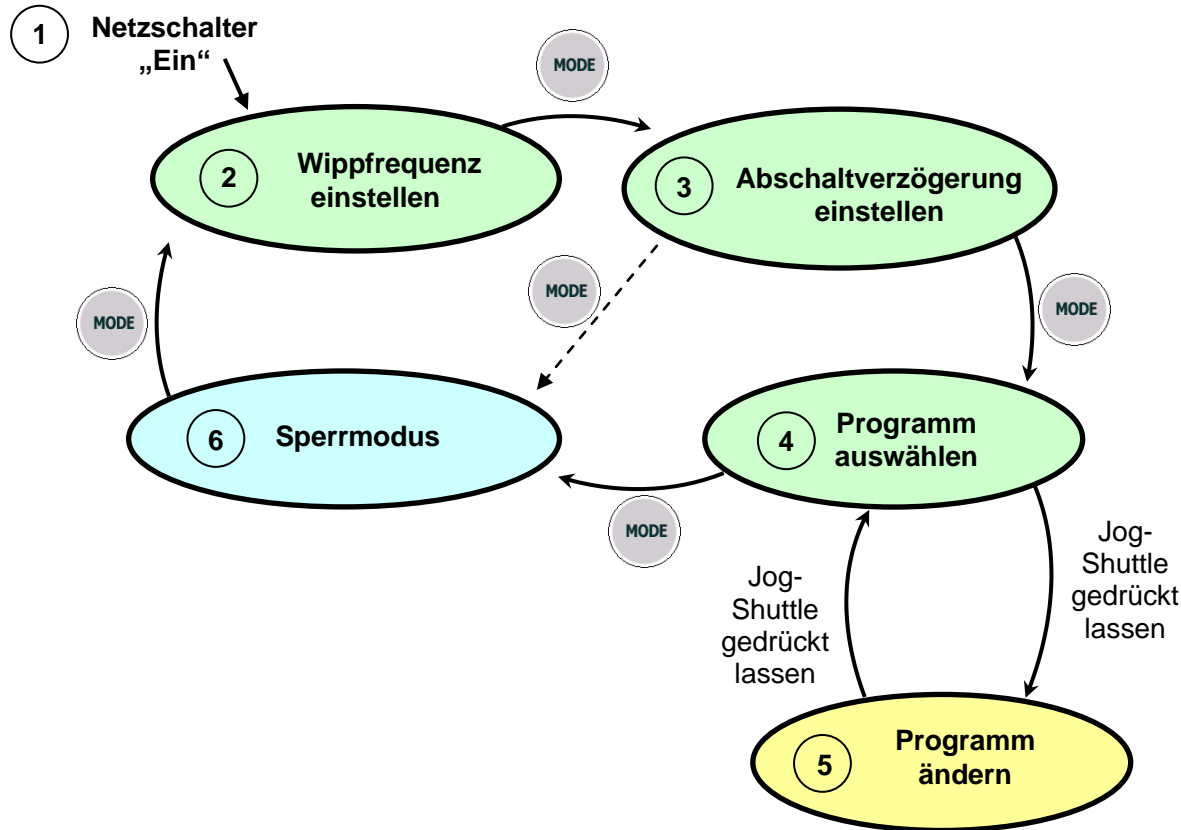 1
Netzschalter
„Ein“
MODE
2
Wippfrequenz
einstellen
3
Abschaltverzögerung
einstellen
MODE
MODE
MODE
6
Sperrmodus
4
Programm
auswählen
MODE
Jog-
Shuttle
gedrückt
lassen
Jog-
Shuttle
gedrückt
lassen
5
Programm
ändern